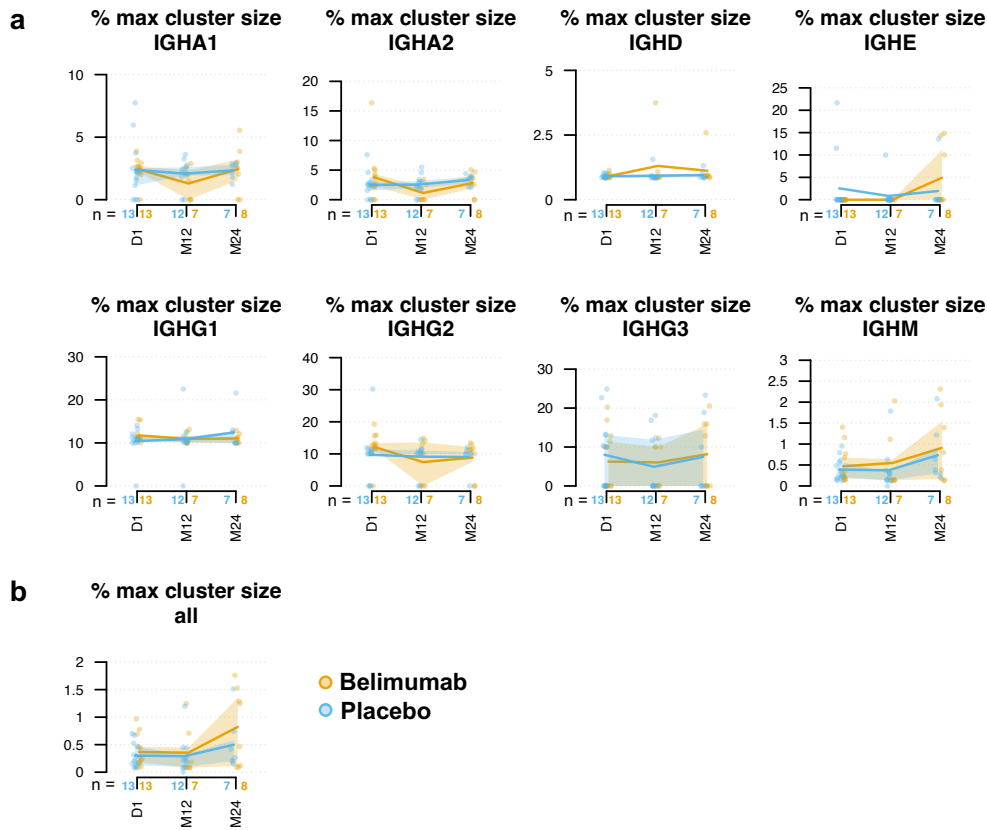 a
% max cluster size
IGHA1
10
5
0
n = 13 13 12 7 7 8
D1
M12
M24
% max cluster size
IGHA2
20
15
10
5
0
13 13 12 7 7 8
D1
M12
M24
% max cluster size
IGHD
5
2.5
0
13 13 12 7 7 8
D1
M12
M24
% max cluster size
IGHE
25
20
15
10
5
0
n = 13 13 12 7 7 8
D1
M12
M24
% max cluster size
IGHG1
30
20
10
0
n = 13 13 12 7 7 8
D1
M12
M24
% max cluster size
IGHG2
40
30
20
10
0
n = 13 13 12 7 7 8
D1
M12
M24
% max cluster size
IGHG3
30
20
10
0
n = 13 13 12 7 7 8
D1
M12
M24
% max cluster size
IGHM
3
2.5
2
1.5
1
0.5
0
n = 13 13 12 7 7 8
D1
M12
M24
b
% max cluster size
all
2
1.5
1
0.5
0
n = 13 13 12 7 7 8
D1
M12
M24
Belimumab
Placebo